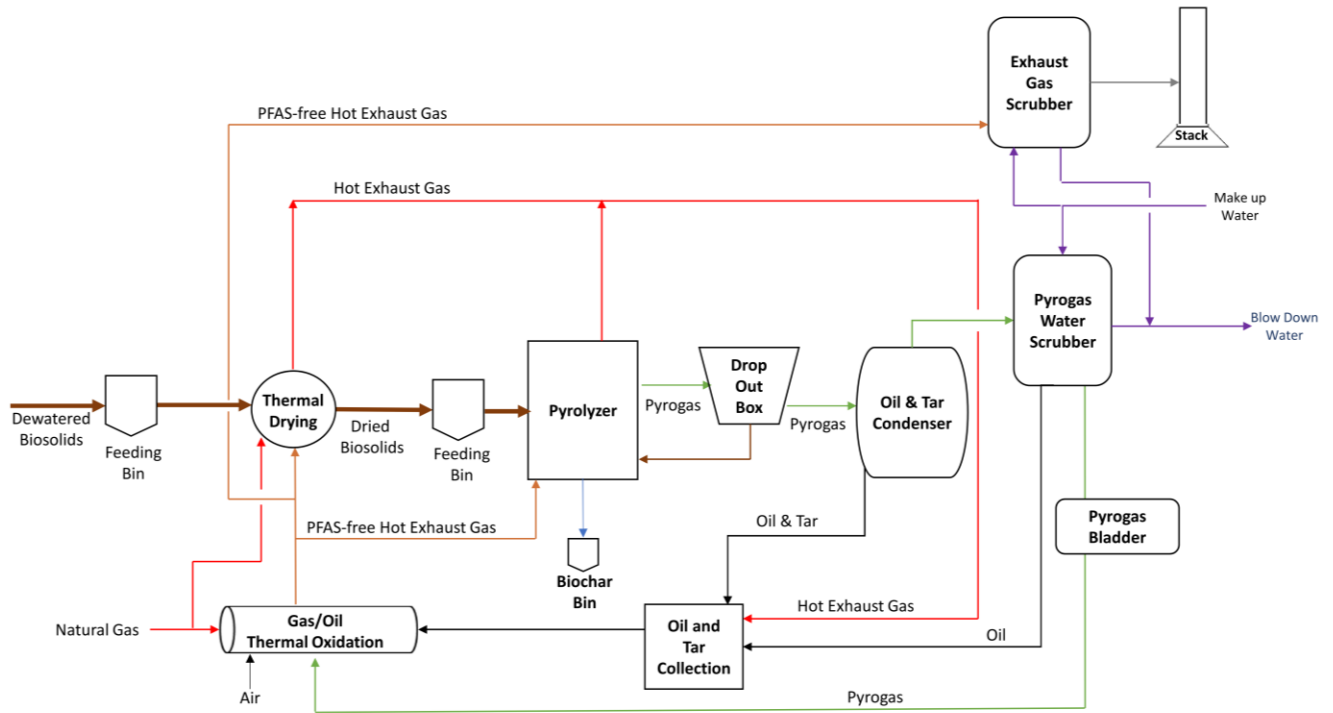 Exhaust
Gas
Scrubber
Stack
PFAS-free Hot Exhaust Gas
Hot Exhaust Gas
Make up
Water
Pyrogas
Water
Scrubber
Blow Down
Water
Dewatered
Biosolids
Feeding
Bin
Thermal
Drying
Dried
Biosolids
Feeding
Bin
Pyrolyzer
Pyrogas
Drop
Out
Box
Pyrogas
Oil & Tar
Condenser
PFAS-free Hot Exhaust Gas
Biochar
Bin
Oil & Tar
Pyrogas
Bladder
Natural Gas
Gas/Oil
Thermal Oxidation
Air
Oil and
Tar
Collection
Hot Exhaust Gas
Oil
Pyrogas